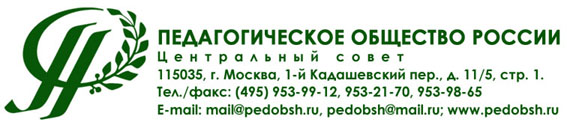 ПЕДАГОГИЧЕСКОЕ ОБЩЕСТВО РОССИИ
Центральный совет
115035, г. Москва, 1-й Кадашевский пер., д. 11/5, стр. 1.
Тел./факс: (495) 953-99-12, 953-21-70, 953-98-65
E-mail: mail@pedobsh.ru, pedobsh@mail.ru; www.pedobsh.ru